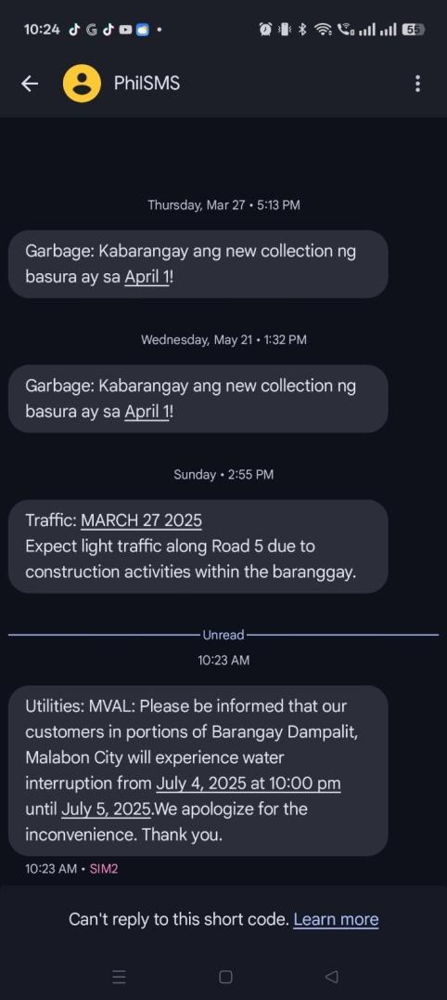 10:24
55
PhilSMS
Thursday, Mar 27 • 5:13 PM
Garbage: Kabarangay ang new collection ng
basura ay sa April 1!
Wednesday, May 21 • 1:32 PM
Garbage: Kabarangay ang new collection ng
basura ay sa April 1!
Sunday • 2:55 PM
Traffic: MARCH 27 2025
Expect light traffic along Road 5 due to
construction activities within the baranggay.
Unread
10:23 AM
Utilities: MVAL: Please be informed that our
customers in portions of Barangay Dampalit,
Malabon City will experience water
interruption from July 4, 2025 at 10:00 pm
until July 5, 2025.We apologize for the
inconvenience. Thank you.
10:23 AM • SIM2
Can't reply to this short code. Learn more